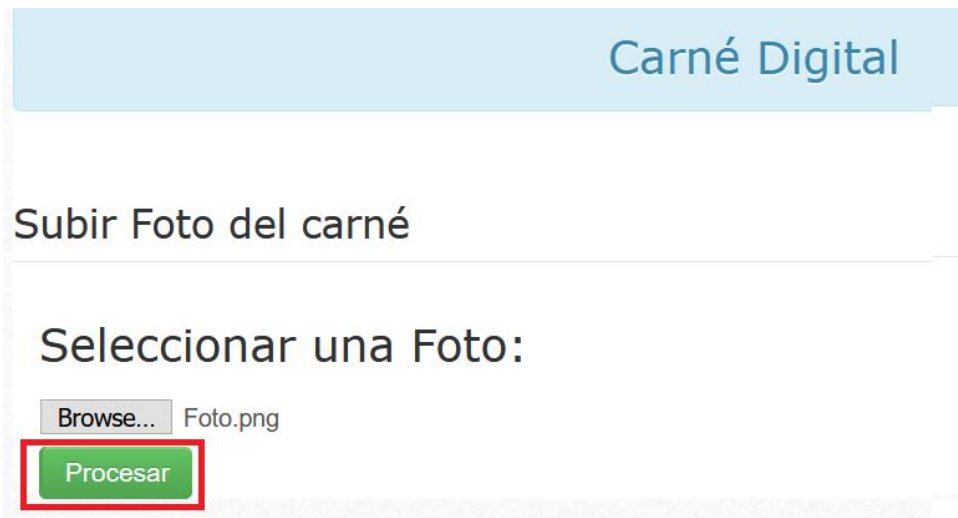 Carné Digital
Subir Foto del carné
Seleccionar una Foto:
Browse... Foto.png
Procesar